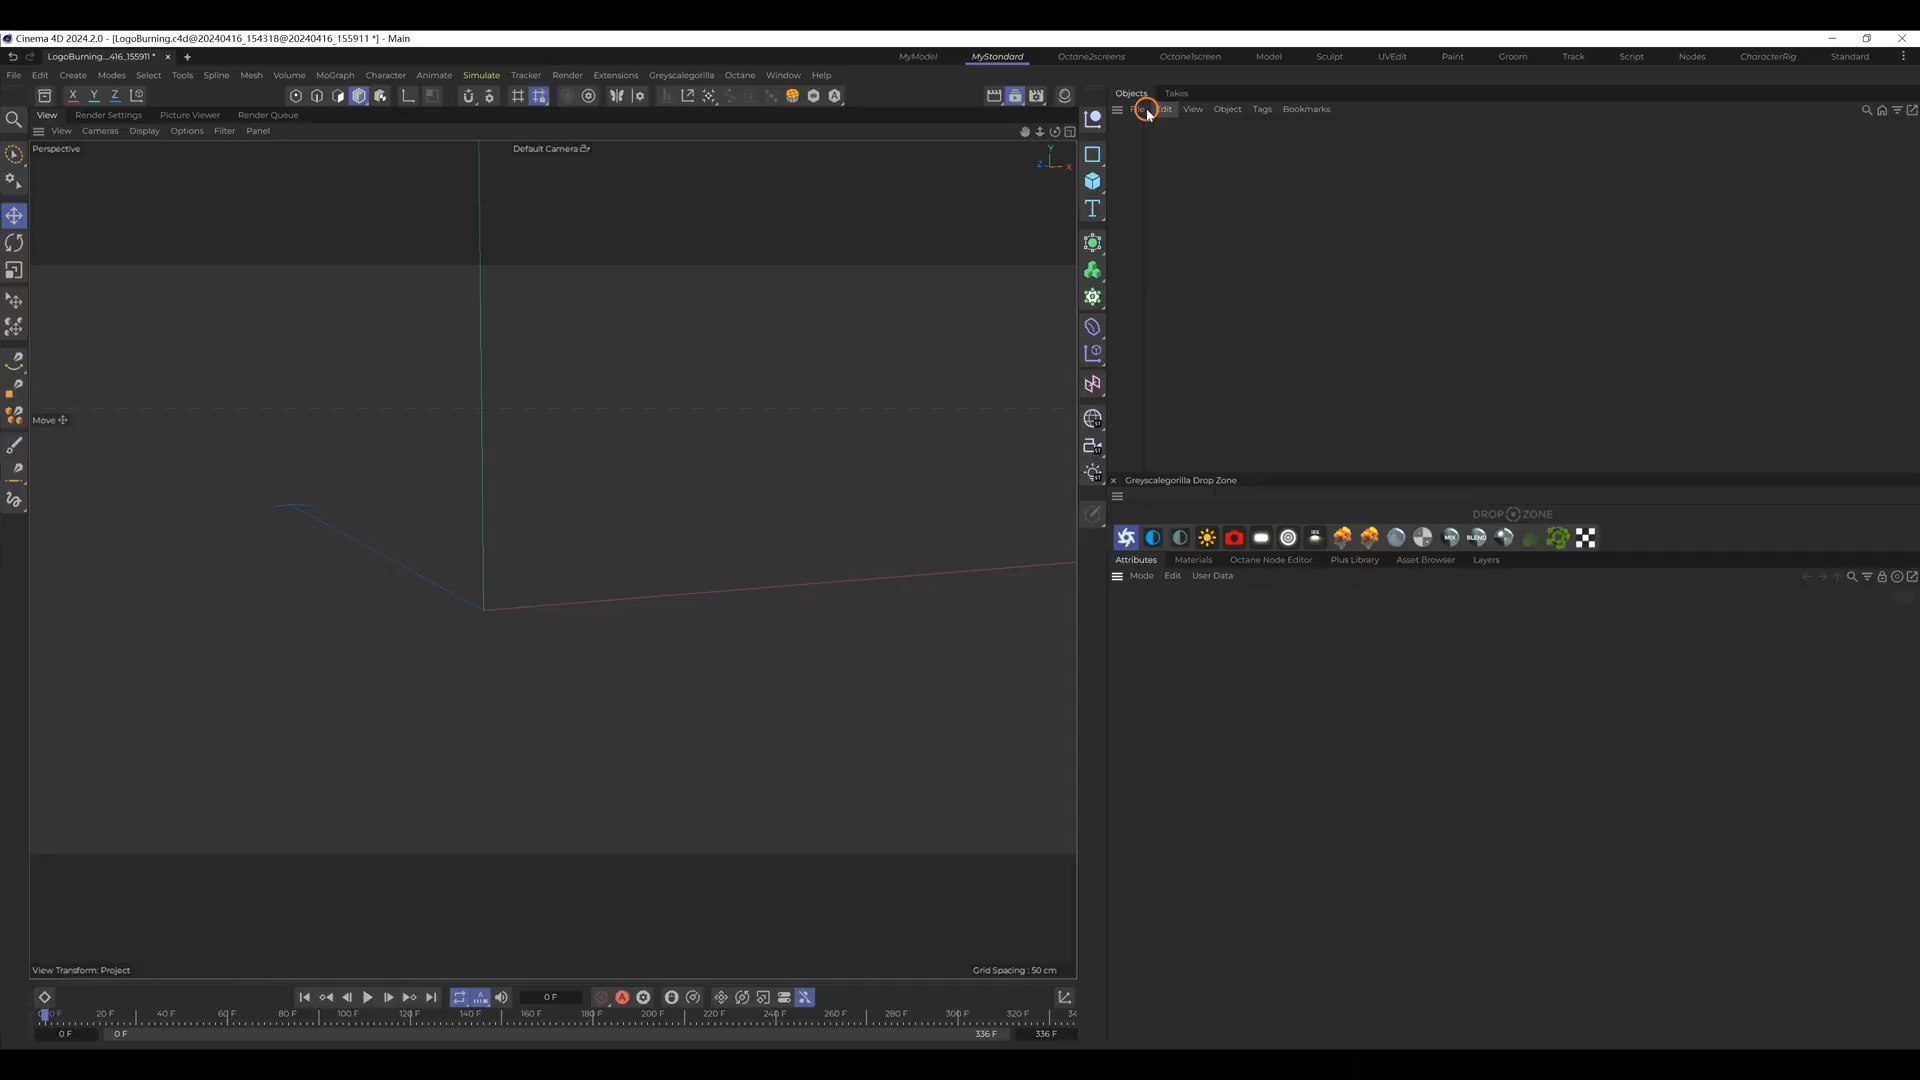 Cinema 4D 2024.2.0 - [LogoBurning.c4d@20240416_154318@20240416_155911 *] - Main
LogoBurning....416_155911 * × +
MyModel MyStandard Octane2screens Octane1screen Model Sculpt UVEdit Paint Groom Track Script Nodes CharacterRig Standard
File Edit Create Modes Select Tools Spline Mesh Volume MoGraph Character Animate Simulate Tracker Render Extensions Greyscalegorilla Octane Window Help
X Y Z
Objects Takes
View Render Settings Picture Viewer Render Queue
Edit View Object Tags Bookmarks
View Cameras Display Options Filter Panel
Perspective
Default Camera
Y
Z X
Move
Greyscalegorilla Drop Zone
DROP ZONE
IES MIX BLEND
Attributes Materials Octane Node Editor Plus Library Asset Browser Layers
Mode Edit User Data
View Transform: Project
Grid Spacing : 50 cm
0 F
0 F 20 F 40 F 60 F 80 F 100 F 120 F 140 F 160 F 180 F 200 F 220 F 240 F 260 F 280 F 300 F 320 F 34
0 F 0 F 336 F 336 F